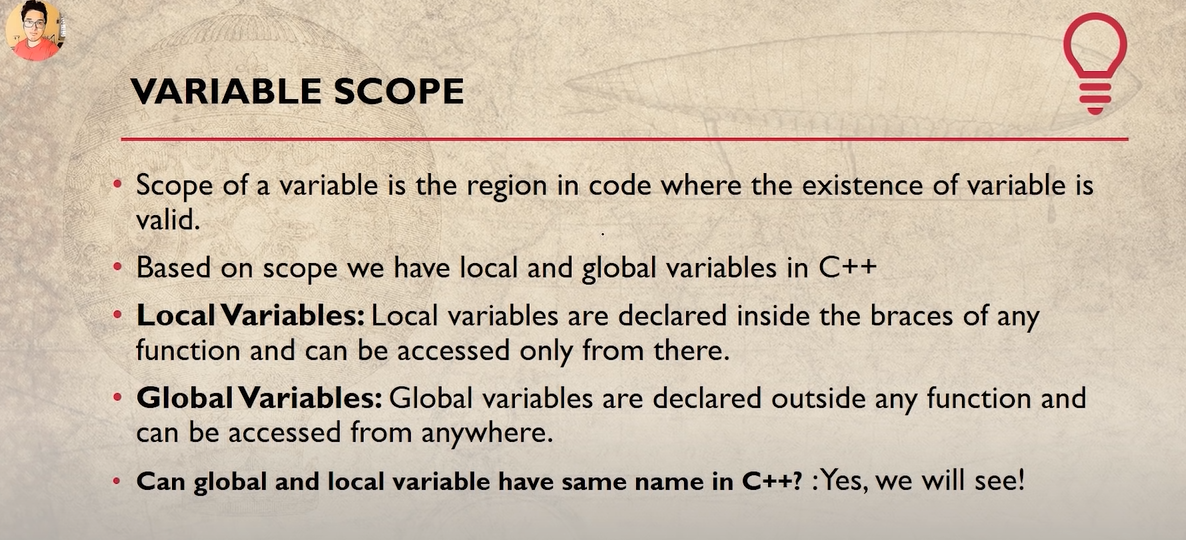 VARIABLE SCOPE
• Scope of a variable is the region in code where the existence of variable is
valid.
• Based on scope we have local and global variables in C++
• Local Variables: Local variables are declared inside the braces of any
function and can be accessed only from there.
• Global Variables: Global variables are declared outside any function and
can be accessed from anywhere.
• Can global and local variable have same name in C++? :Yes, we will see!